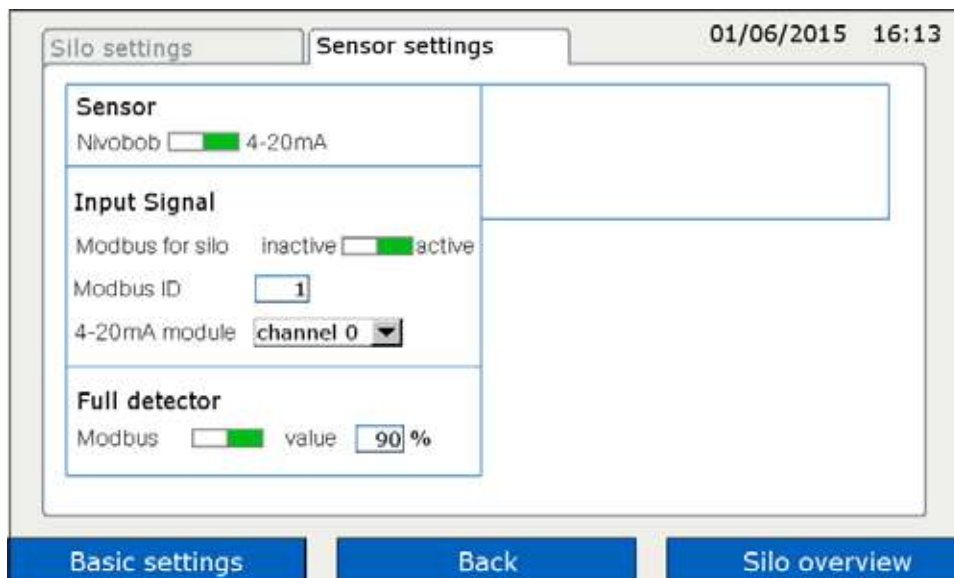 Silo settings
Sensor settings
01/06/2015 16:13
Sensor
Nivobob 4-20mA
Input Signal
Modbus for silo inactive active
Modbus ID 1
4-20mA module channel 0
Full detector
Modbus value 90 %
Basic settings
Back
Silo overview